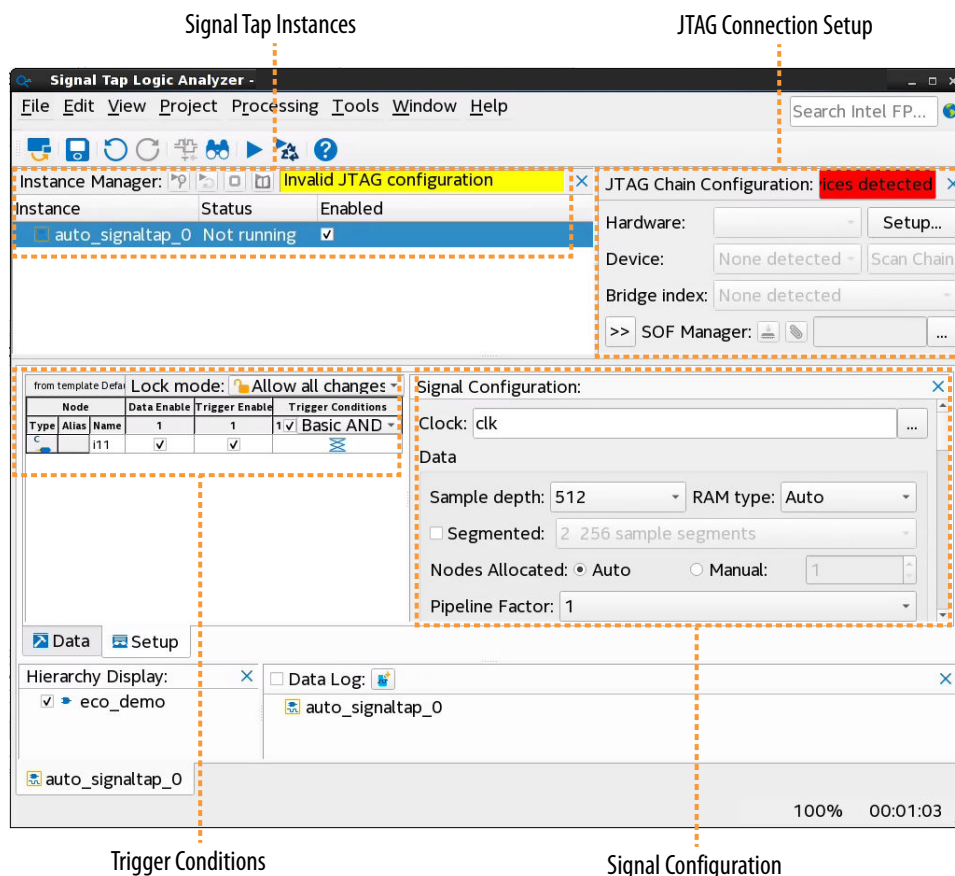 Signal Tap Instances
JTAG Connection Setup
Signal Tap Logic Analyzer -
File Edit View Project Processing Tools Window Help
Search Intel FP...
Instance Manager: Invalid JTAG configuration
Instance Status Enabled
auto_signaltap_0 Not running
JTAG Chain Configuration: ices detected
Hardware: Setup...
Device: None detected Scan Chain
Bridge index: None detected
>> SOF Manager: ...
from template Defau Lock mode: Allow all changes
Node Data Enable Trigger Enable Trigger Conditions
Type Alias Name 1 1 1 Basic AND
C i11
Signal Configuration:
Clock: clk ...
Data
Sample depth: 512 RAM type: Auto
Segmented: 2 256 sample segments
Nodes Allocated: Auto Manual: 1
Pipeline Factor: 1
Data Setup
Hierarchy Display:
eco_demo
Data Log:
auto_signaltap_0
auto_signaltap_0
100% 00:01:03
Trigger Conditions
Signal Configuration